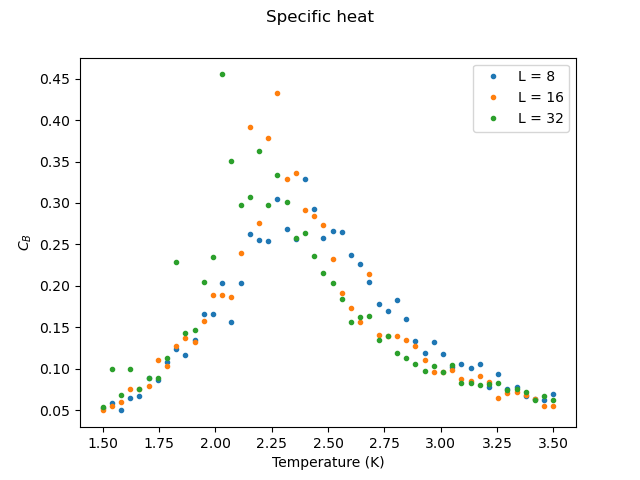 Specific heat
L = 8
L = 16
L = 32
0.45
0.40
0.35
0.30
0.25
0.20
0.15
0.10
0.05
C_B
1.50 1.75 2.00 2.25 2.50 2.75 3.00 3.25 3.50
Temperature (K)